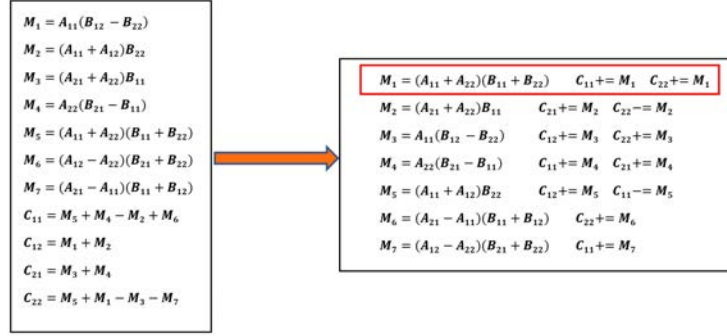 M₁ = A₁₁(B₁₂ − B₂₂)
M₂ = (A₁₁ + A₁₂)B₂₂
M₃ = (A₂₁ + A₂₂)B₁₁
M₄ = A₂₂(B₂₁ − B₁₁)
M₅ = (A₁₁ + A₂₂)(B₁₁ + B₂₂)
M₆ = (A₁₂ − A₂₂)(B₂₁ + B₂₂)
M₇ = (A₂₁ − A₁₁)(B₁₁ + B₁₂)
C₁₁ = M₅ + M₄ − M₂ + M₆
C₁₂ = M₁ + M₂
C₂₁ = M₃ + M₄
C₂₂ = M₅ + M₁ − M₃ − M₇
M₁ = (A₁₁ + A₂₂)(B₁₁ + B₂₂) C₁₁+= M₁ C₂₂+= M₁
M₂ = (A₂₁ + A₂₂)B₁₁ C₂₁+= M₂ C₂₂−= M₂
M₃ = A₁₁(B₁₂ − B₂₂) C₁₂+= M₃ C₂₂+= M₃
M₄ = A₂₂(B₂₁ − B₁₁) C₁₁+= M₄ C₂₁+= M₄
M₅ = (A₁₁ + A₁₂)B₂₂ C₁₂+= M₅ C₁₁−= M₅
M₆ = (A₂₁ − A₁₁)(B₁₁ + B₁₂) C₂₂+= M₆
M₇ = (A₁₂ − A₂₂)(B₂₁ + B₂₂) C₁₁+= M₇